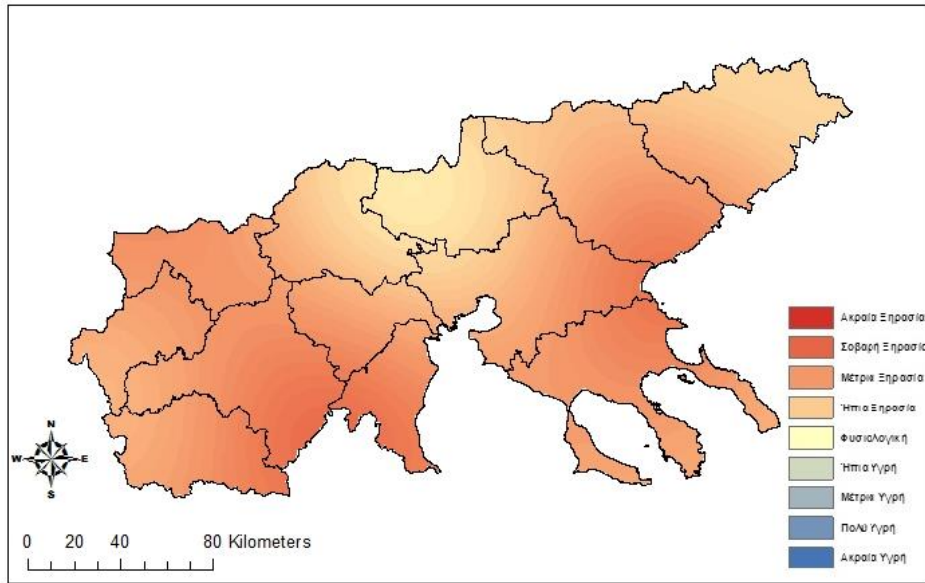 Ακραία Ξηρασία
Σοβαρή Ξηρασία
Μέτρια Ξηρασία
Ήπια Ξηρασία
Φυσιολογική
Ήπια Υγρή
Μέτρια Υγρή
Πολύ Υγρή
Ακραία Υγρή
N
W E
S
0 20 40 80 Kilometers